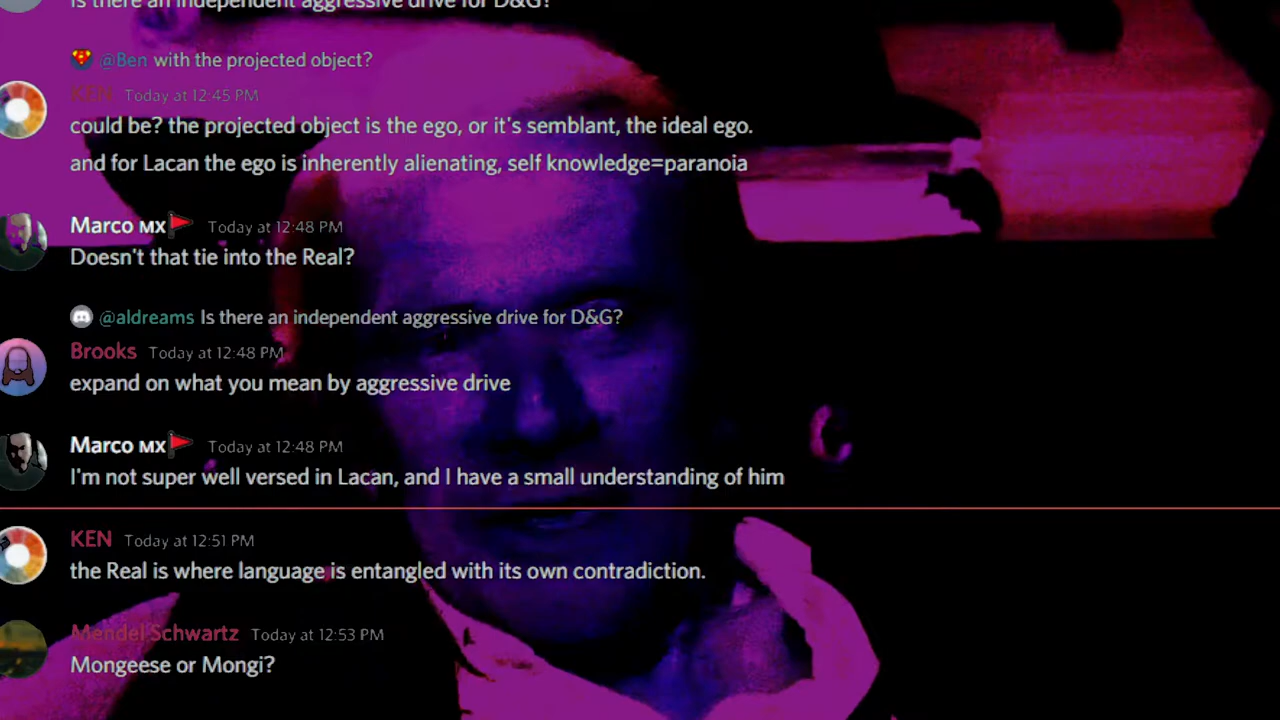 Is there an independent aggressive drive for D&G?
@Ben with the projected object?
KEN Today at 12:45 PM
could be? the projected object is the ego, or it's semblant, the ideal ego.
and for Lacan the ego is inherently alienating, self knowledge=paranoia
Marco MX Today at 12:48 PM
Doesn't that tie into the Real?
@aldreams Is there an independent aggressive drive for D&G?
Brooks Today at 12:48 PM
expand on what you mean by aggressive drive
Marco MX Today at 12:48 PM
I'm not super well versed in Lacan, and I have a small understanding of him
KEN Today at 12:51 PM
the Real is where language is entangled with its own contradiction.
Mendel Schwartz Today at 12:53 PM
Mongeese or Mongi?